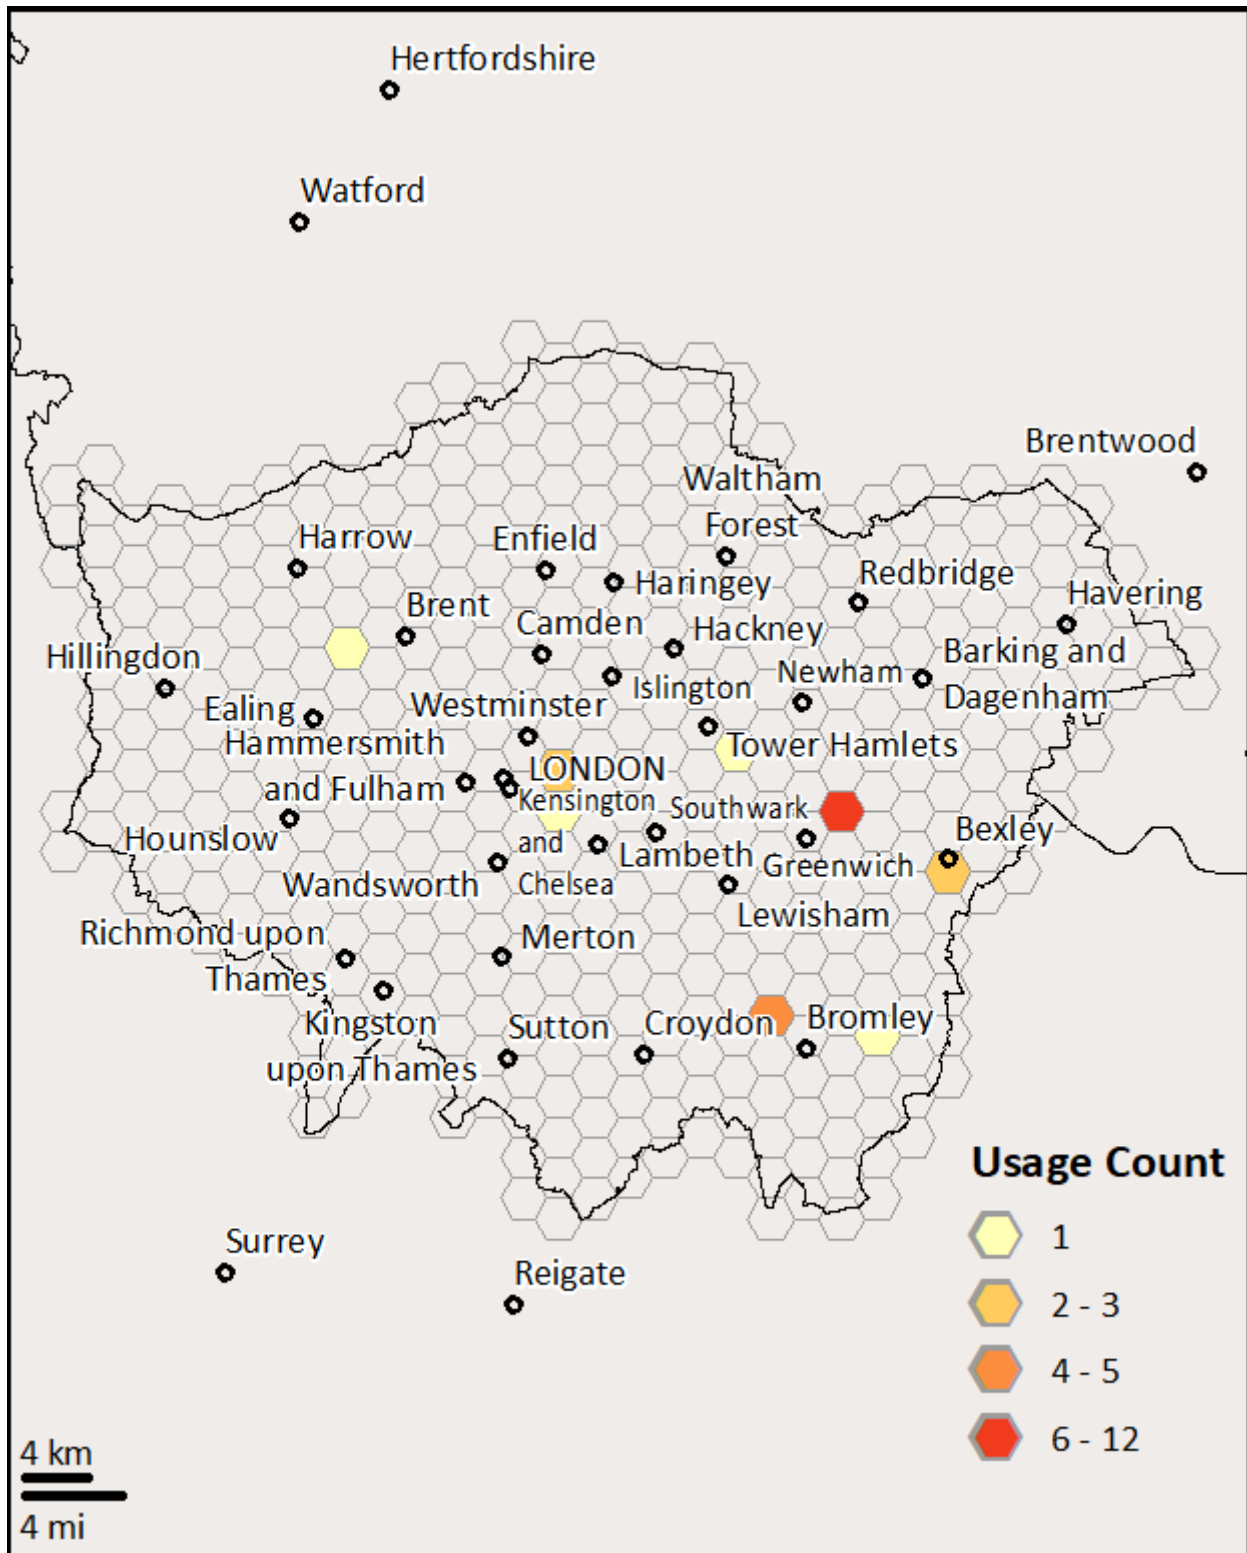 Hertfordshire
Watford
Brentwood
Waltham
Forest
Harrow
Enfield
Haringey
Redbridge
Havering
Brent
Camden
Hackney
Barking and
Dagenham
Hillingdon
Newham
Islington
Ealing
Westminster
Tower Hamlets
Hammersmith
and Fulham
LONDON
Kensington
and
Chelsea
Southwark
Hounslow
Bexley
Lambeth
Greenwich
Wandsworth
Lewisham
Richmond upon
Thames
Merton
Kingston
upon Thames
Sutton
Croydon
Bromley
Usage Count
1
2 - 3
4 - 5
6 - 12
Surrey
Reigate
4 km
4 mi